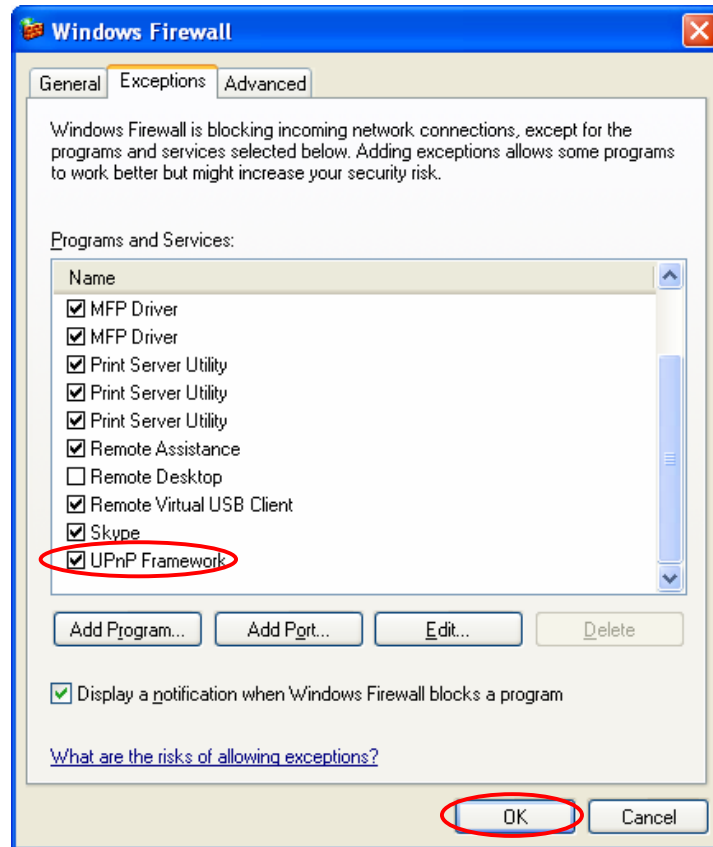 Windows Firewall
General Exceptions Advanced
Windows Firewall is blocking incoming network connections, except for the
programs and services selected below. Adding exceptions allows some programs
to work better but might increase your security risk.
Programs and Services:
Name
MFP Driver
MFP Driver
Print Server Utility
Print Server Utility
Print Server Utility
Remote Assistance
Remote Desktop
Remote Virtual USB Client
Skype
UPnP Framework
Add Program... Add Port... Edit... Delete
Display a notification when Windows Firewall blocks a program
What are the risks of allowing exceptions?
OK Cancel